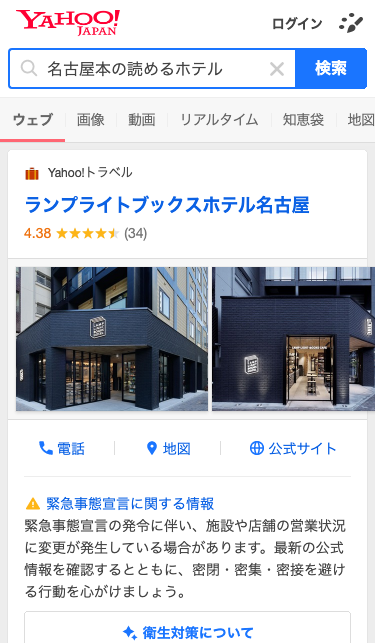 YAHOO!
JAPAN
ログイン
名古屋本の読めるホテル
検索
ウェブ 画像 動画 リアルタイム 知恵袋 地図
Yahoo!トラベル
ランプライトブックスホテル名古屋
4.38 ★★★★★ (34)
電話 地図 公式サイト
緊急事態宣言に関する情報
緊急事態宣言の発令に伴い、施設や店舗の営業状況
に変更が発生している場合があります。最新の公式
情報を確認するとともに、密閉・密集・密接を避け
る行動を心がけましょう。
衛生対策について